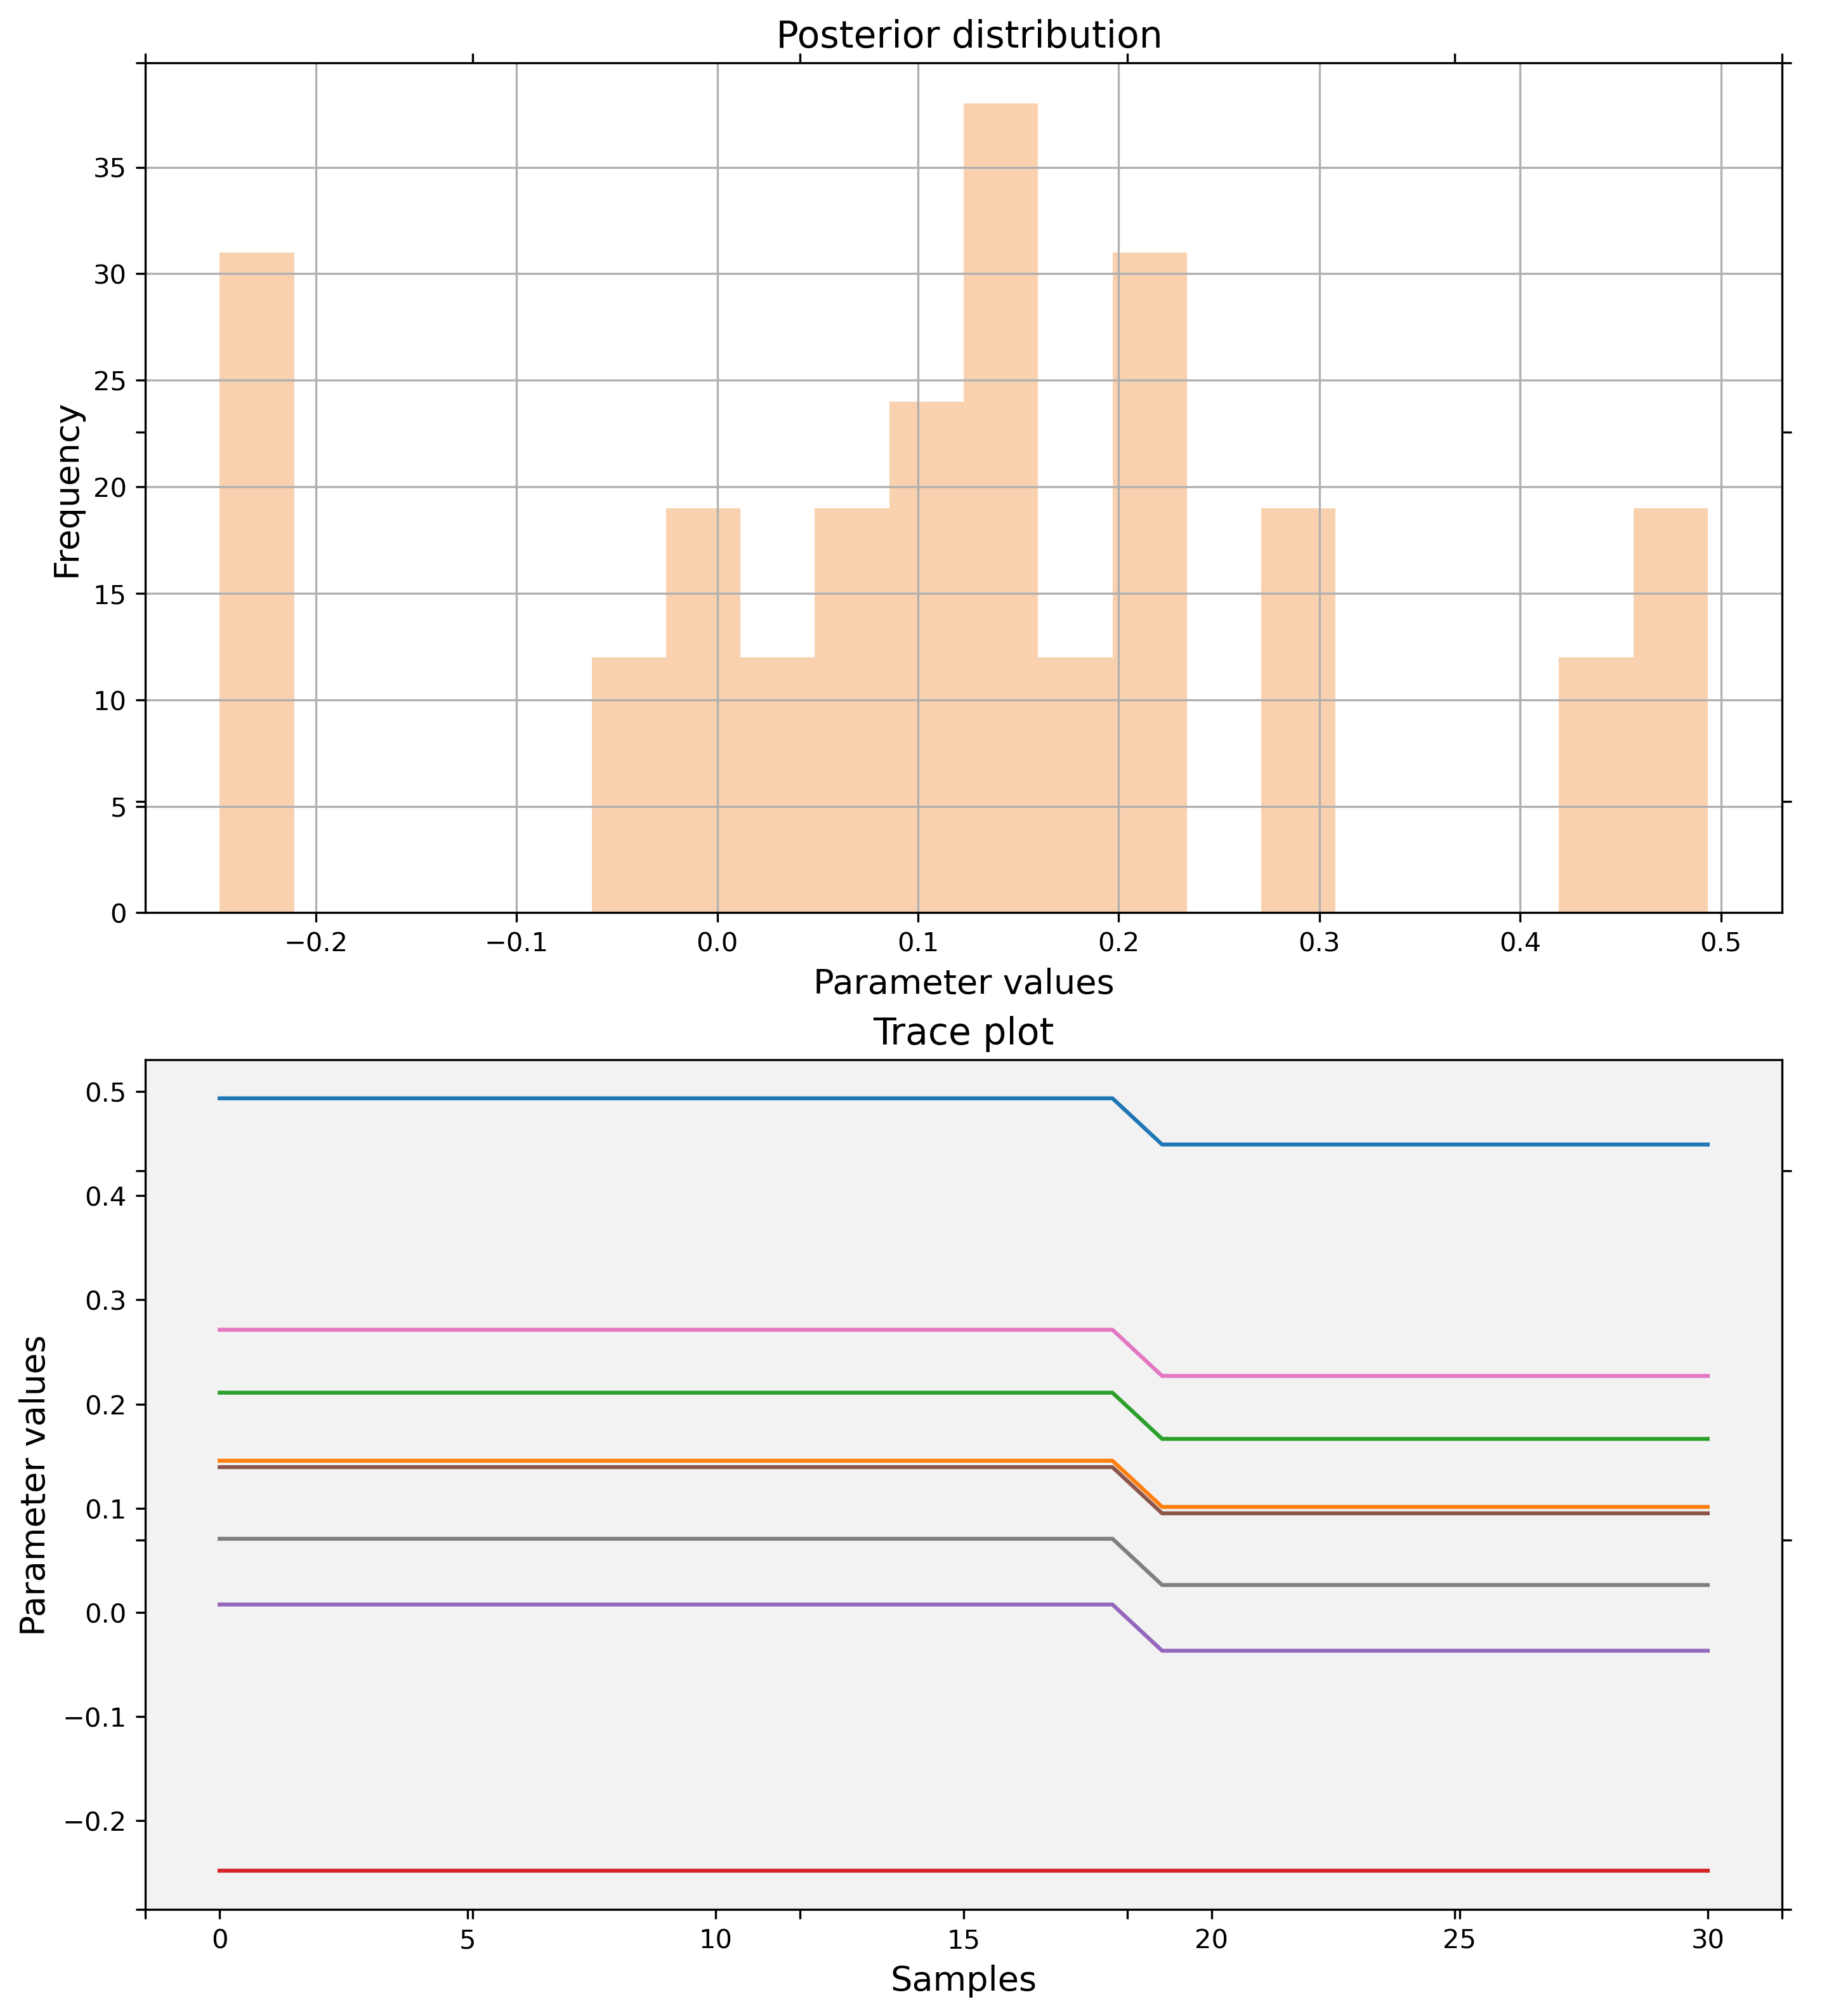 Posterior distribution
35
30
25
20
15
10
5
0
Frequency
−0.2 −0.1 0.0 0.1 0.2 0.3 0.4 0.5
Parameter values
Trace plot
0.5
0.4
0.3
0.2
0.1
0.0
−0.1
−0.2
Parameter values
0 5 10 15 20 25 30
Samples